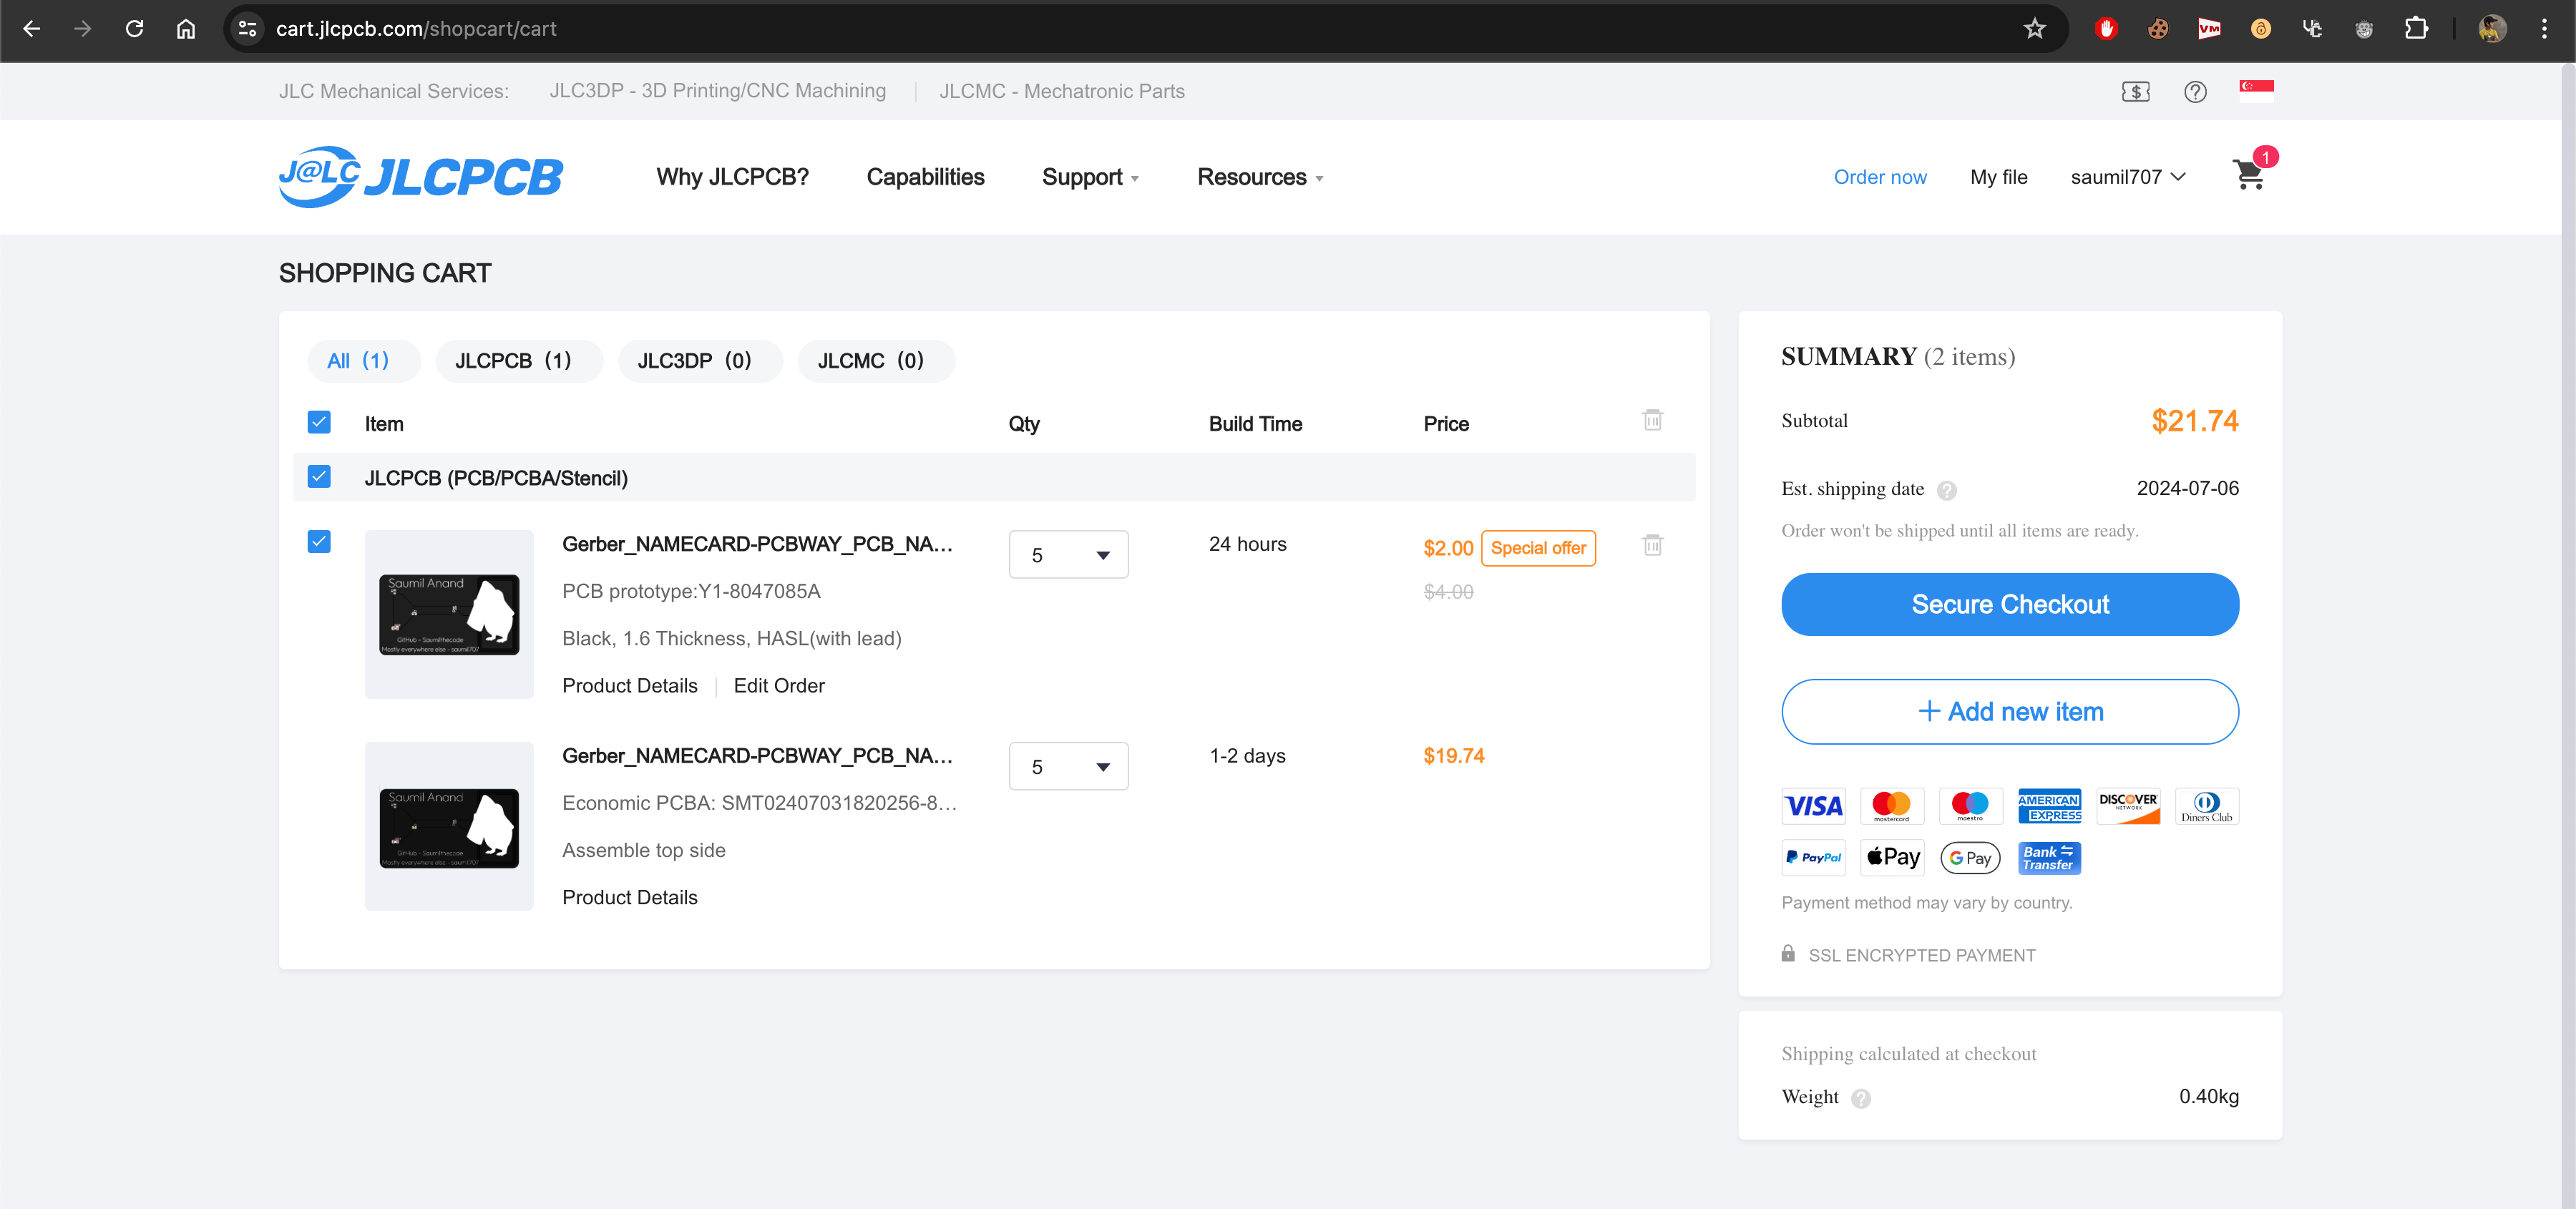 cart.jlcpcb.com/shopcart/cart
JLC Mechanical Services: JLC3DP - 3D Printing/CNC Machining JLCMC - Mechatronic Parts
J@LC JLCPCB Why JLCPCB? Capabilities Support Resources Order now My file saumil707 1
SHOPPING CART
All (1) JLCPCB (1) JLC3DP (0) JLCMC (0)
Item Qty Build Time Price
JLCPCB (PCB/PCBA/Stencil)
Gerber_NAMECARD-PCBWAY_PCB_NA... 5 24 hours $2.00 Special offer
PCB prototype:Y1-8047085A $4.00
Black, 1.6 Thickness, HASL(with lead)
Product Details | Edit Order
Saumil Anand
GitHub - Saumilthecode
Mostly everywhere else - saumil707
Gerber_NAMECARD-PCBWAY_PCB_NA... 5 1-2 days $19.74
Economic PCBA: SMT02407031820256-8...
Assemble top side
Product Details
Saumil Anand
GitHub - Saumilthecode
Mostly everywhere else - saumil707
SUMMARY (2 items)
Subtotal $21.74
Est. shipping date ? 2024-07-06
Order won't be shipped until all items are ready.
Secure Checkout
+ Add new item
VISA mastercard maestro AMERICAN EXPRESS DISCOVER NETWORK Diners Club
PayPal Pay G Pay Bank Transfer
Payment method may vary by country.
SSL ENCRYPTED PAYMENT
Shipping calculated at checkout
Weight ? 0.40kg